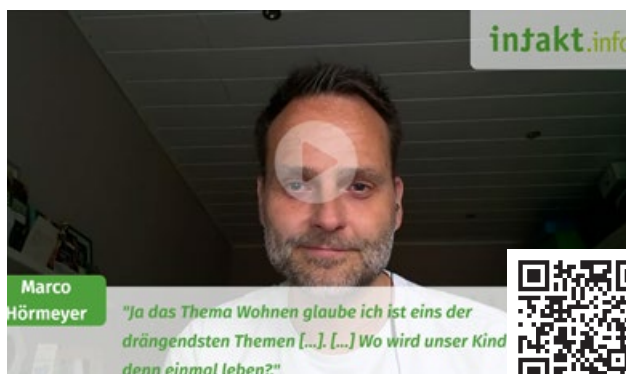 intakt.info
Marco
Hörmeyer
"Ja das Thema Wohnen glaube ich ist eins der
drängendsten Themen [...]. [...] Wo wird unser Kind
denn einmal leben?"